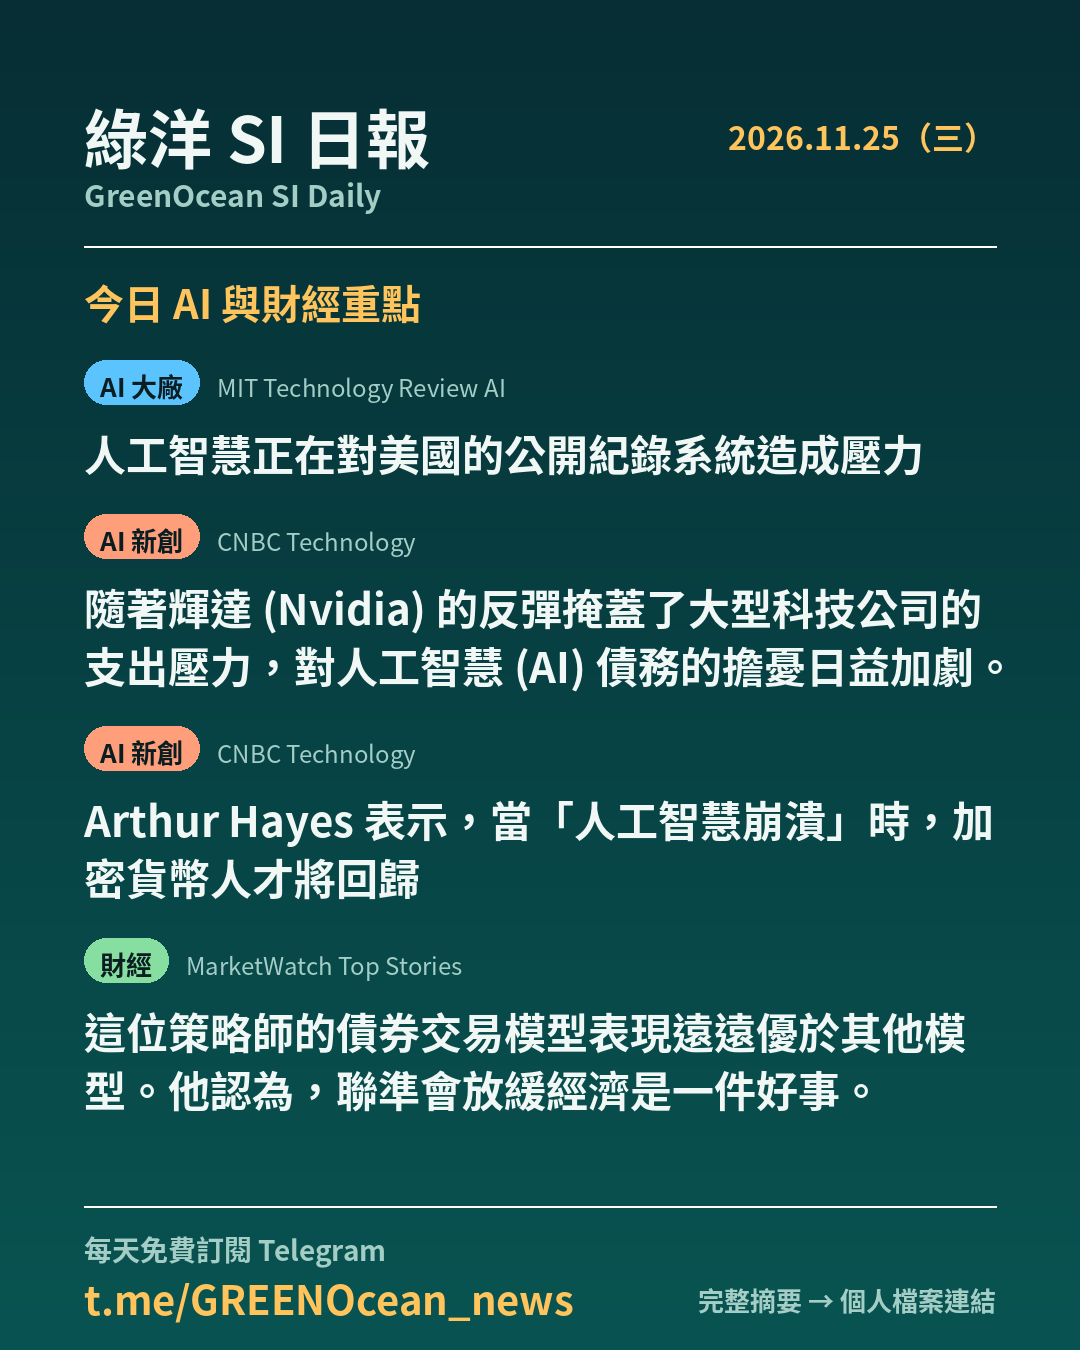 綠洋 SI 日報
2026.11.25（三）
GreenOcean SI Daily
今日 AI 與財經重點
AI 大廠 MIT Technology Review AI
人工智慧正在對美國的公開紀錄系統造成壓力
AI 新創 CNBC Technology
隨著輝達 (Nvidia) 的反彈掩蓋了大型科技公司的
支出壓力，對人工智慧 (AI) 債務的擔憂日益加劇。
AI 新創 CNBC Technology
Arthur Hayes 表示，當「人工智慧崩潰」時，加
密貨幣人才將回歸
財經 MarketWatch Top Stories
這位策略師的債券交易模型表現遠遠優於其他模
型。他認為，聯準會放緩經濟是一件好事。
每天免費訂閱 Telegram
t.me/GREENOcean_news
完整摘要 → 個人檔案連結